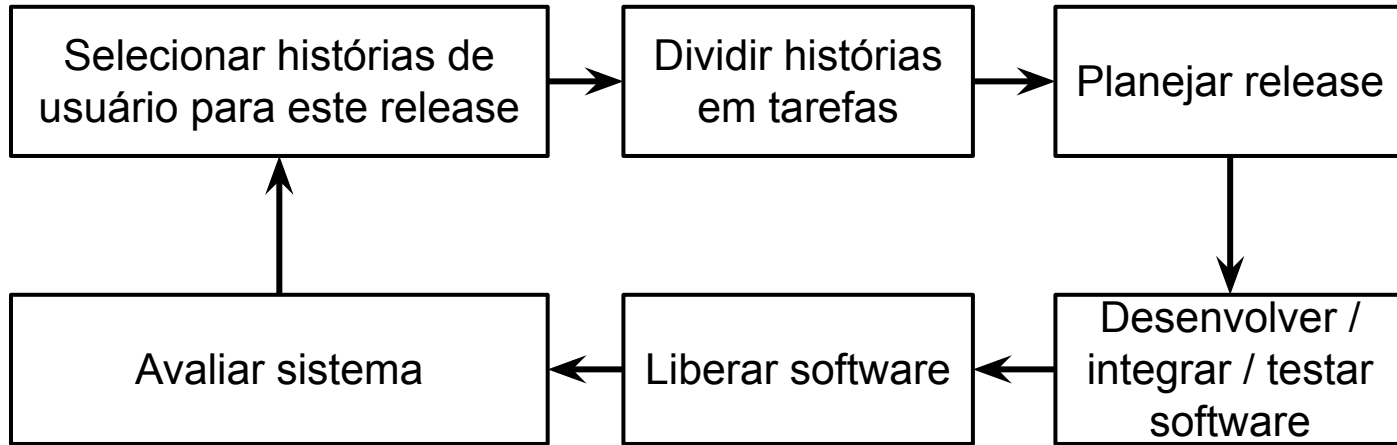 Selecionar histórias de
usuário para este release
Dividir histórias
em tarefas
Planejar release
Avaliar sistema
Liberar software
Desenvolver /
integrar / testar
software